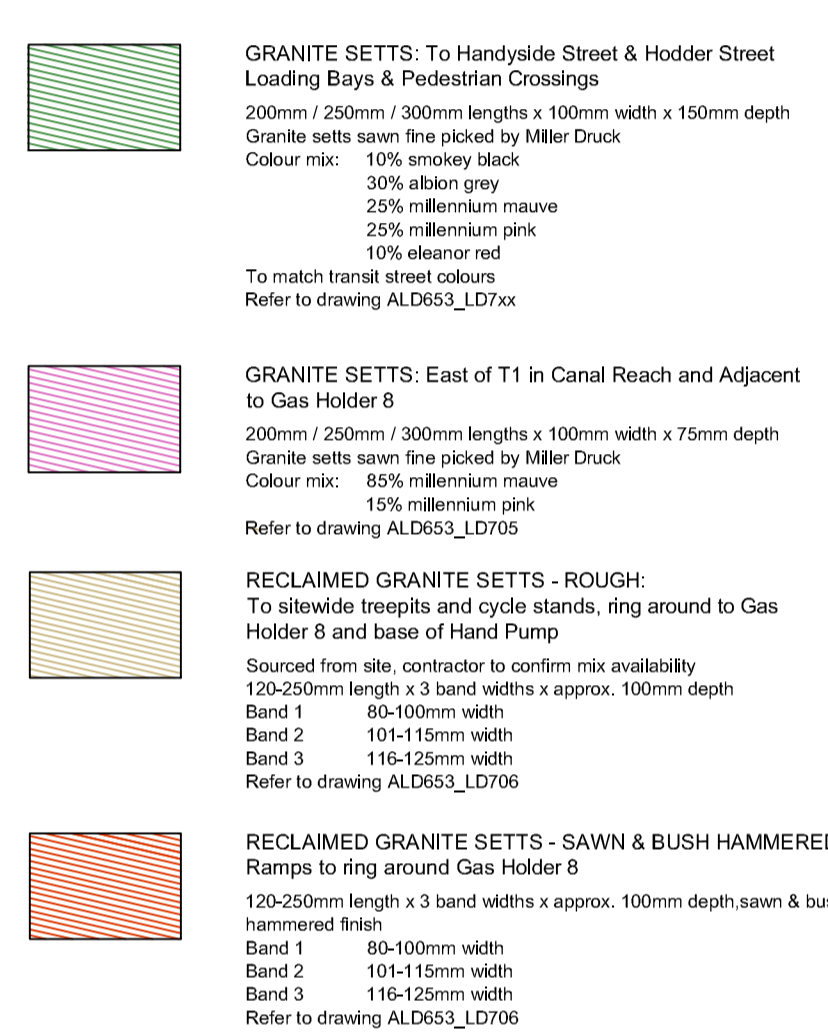 GRANITE SETTS: To Handyside Street & Hodder Street
Loading Bays & Pedestrian Crossings
200mm / 250mm / 300mm lengths x 100mm width x 150mm depth
Granite setts sawn fine picked by Miller Druck
Colour mix: 10% smokey black
30% albion grey
25% millennium mauve
25% millennium pink
10% eleanor red
To match transit street colours
Refer to drawing ALD653_LD7xx
GRANITE SETTS: East of T1 in Canal Reach and Adjacent
to Gas Holder 8
200mm / 250mm / 300mm lengths x 100mm width x 75mm depth
Granite setts sawn fine picked by Miller Druck
Colour mix: 85% millennium mauve
15% millennium pink
Refer to drawing ALD653_LD705
RECLAIMED GRANITE SETTS - ROUGH:
To sitewide treepits and cycle stands, ring around to Gas
Holder 8 and base of Hand Pump
Sourced from site, contractor to confirm mix availability
120-250mm length x 3 band widths x approx. 100mm depth
Band 1 80-100mm width
Band 2 101-115mm width
Band 3 116-125mm width
Refer to drawing ALD653_LD706
RECLAIMED GRANITE SETTS - SAWN & BUSH HAMMERED
Ramps to ring around Gas Holder 8
120-250mm length x 3 band widths x approx. 100mm depth,sawn & bus
hammered finish
Band 1 80-100mm width
Band 2 101-115mm width
Band 3 116-125mm width
Refer to drawing ALD653_LD706